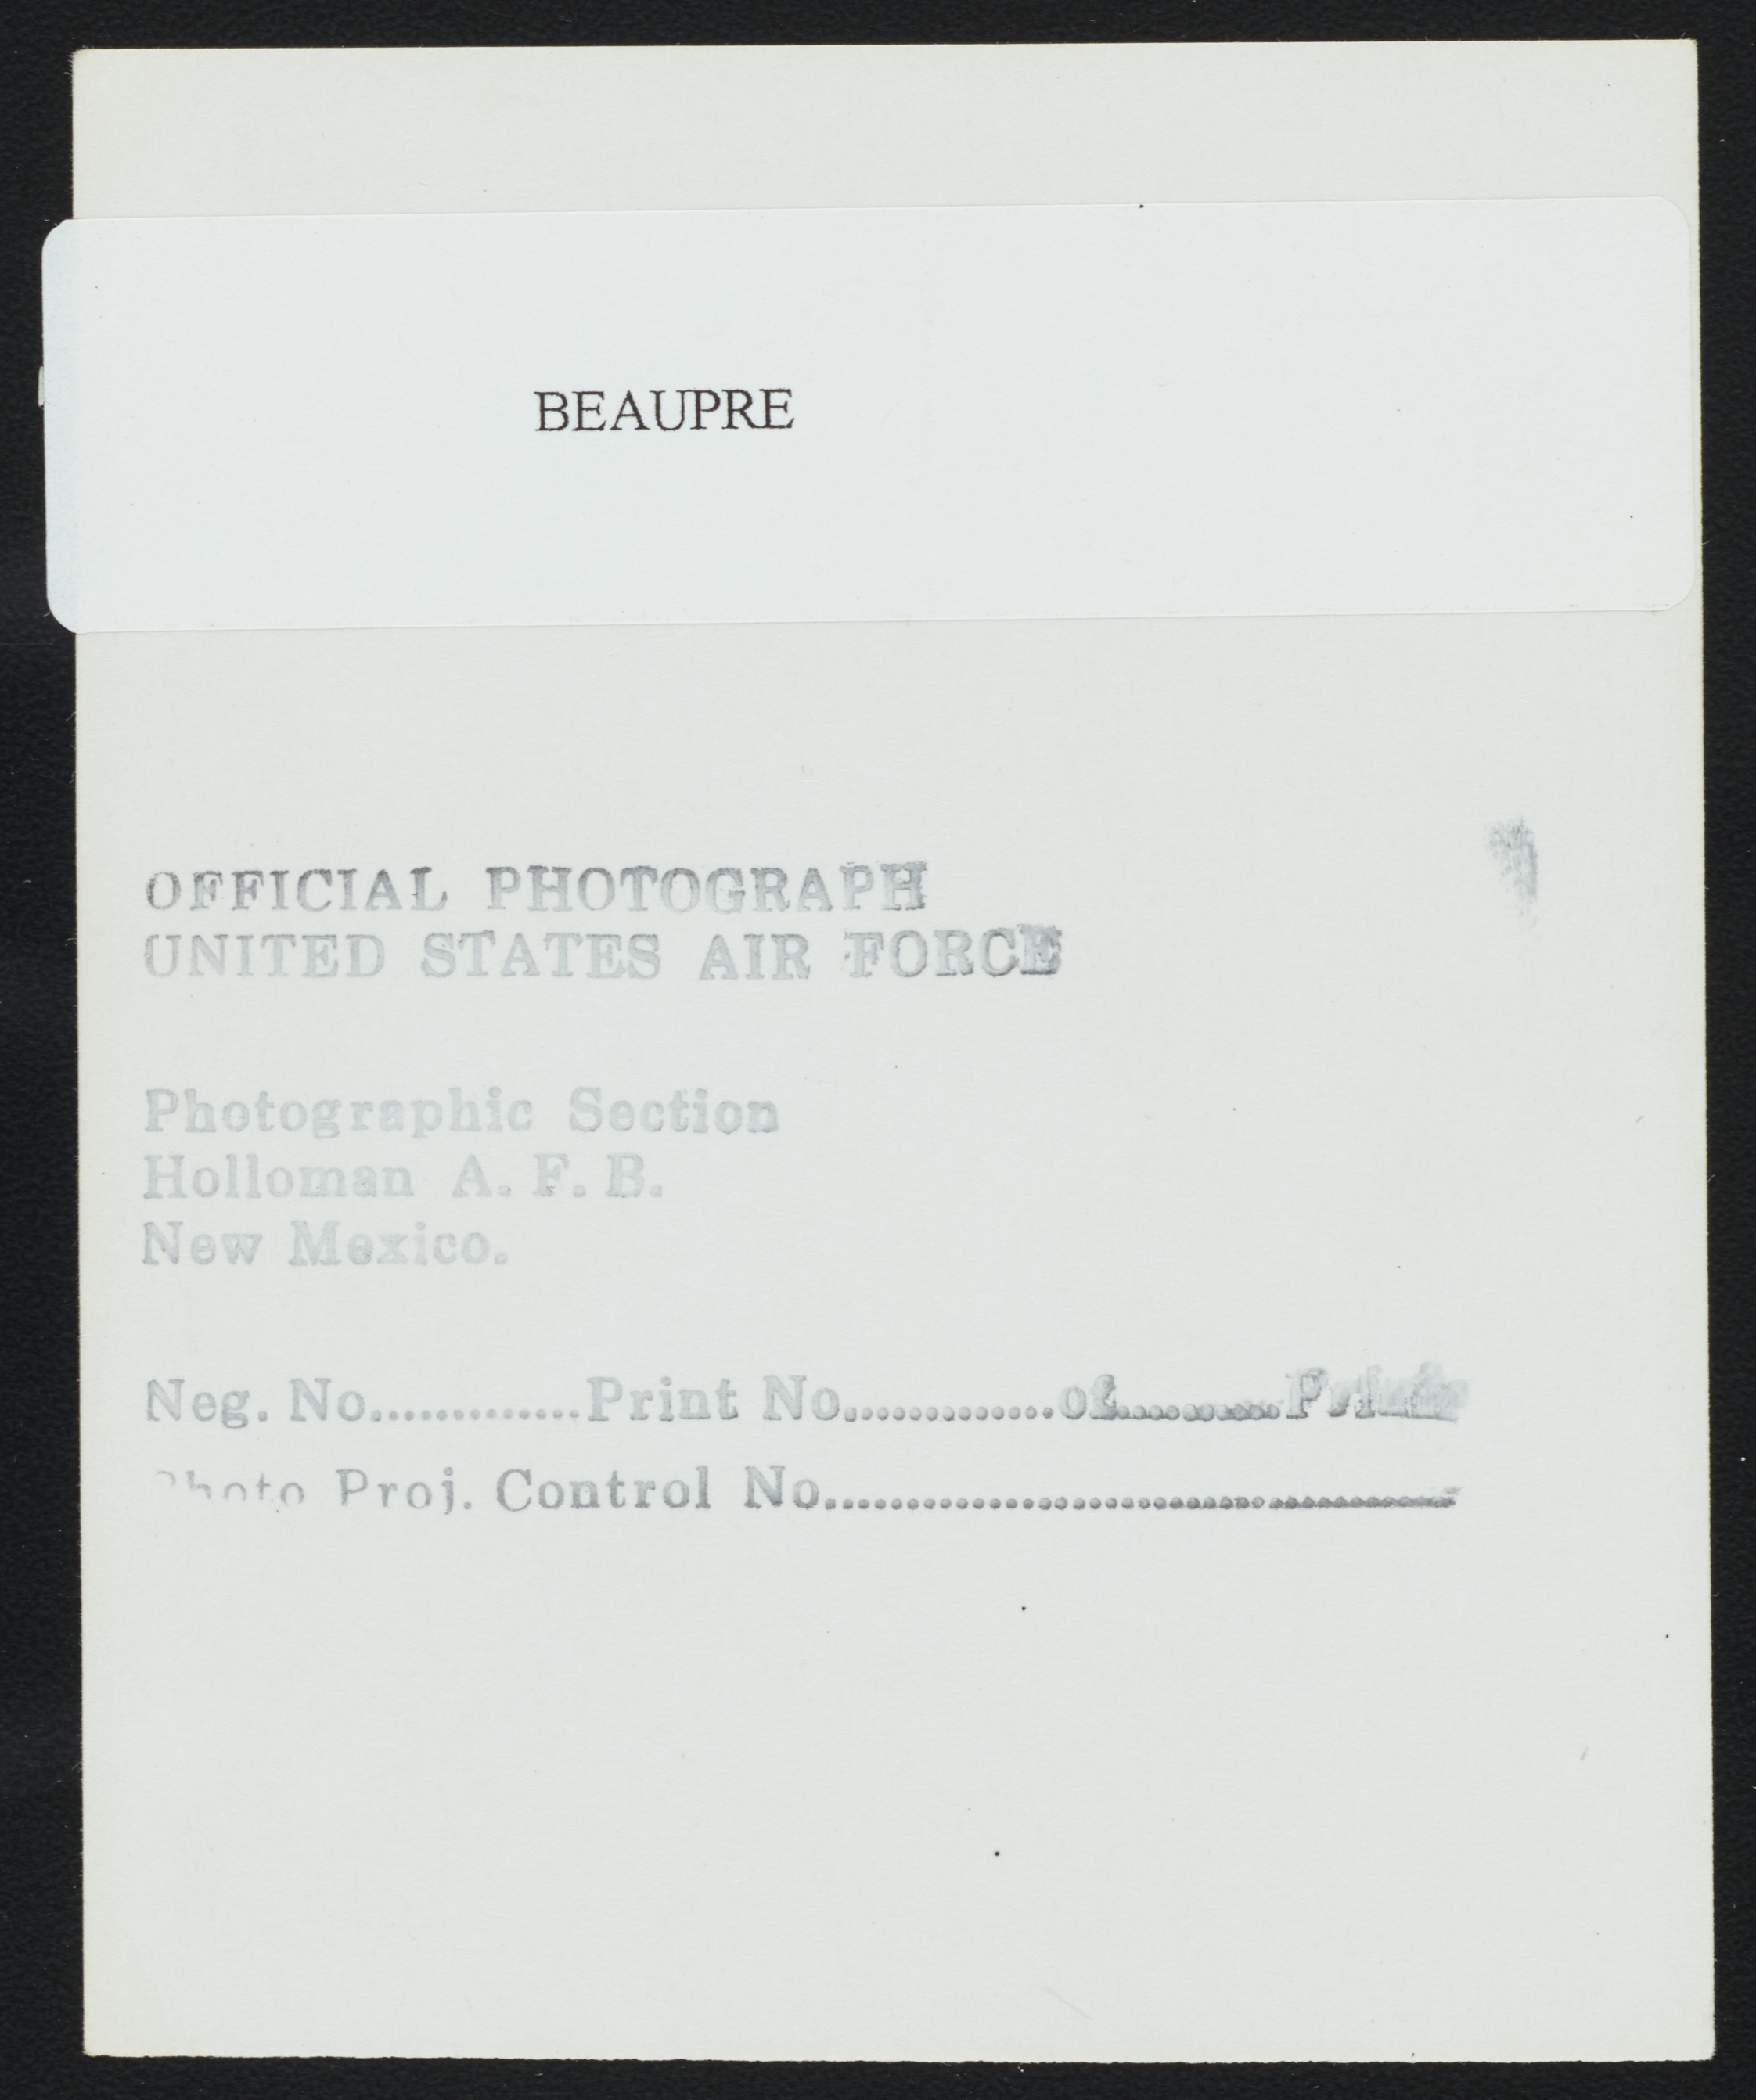 BEAUPRE
OFFICIAL PHOTOGRAPH
UNITED STATES AIR FORCE
Photographic Section
Holloman A. F. B.
New Mexico.
Neg. No.............Print No.............of............
Photo Proj. Control No.......................................